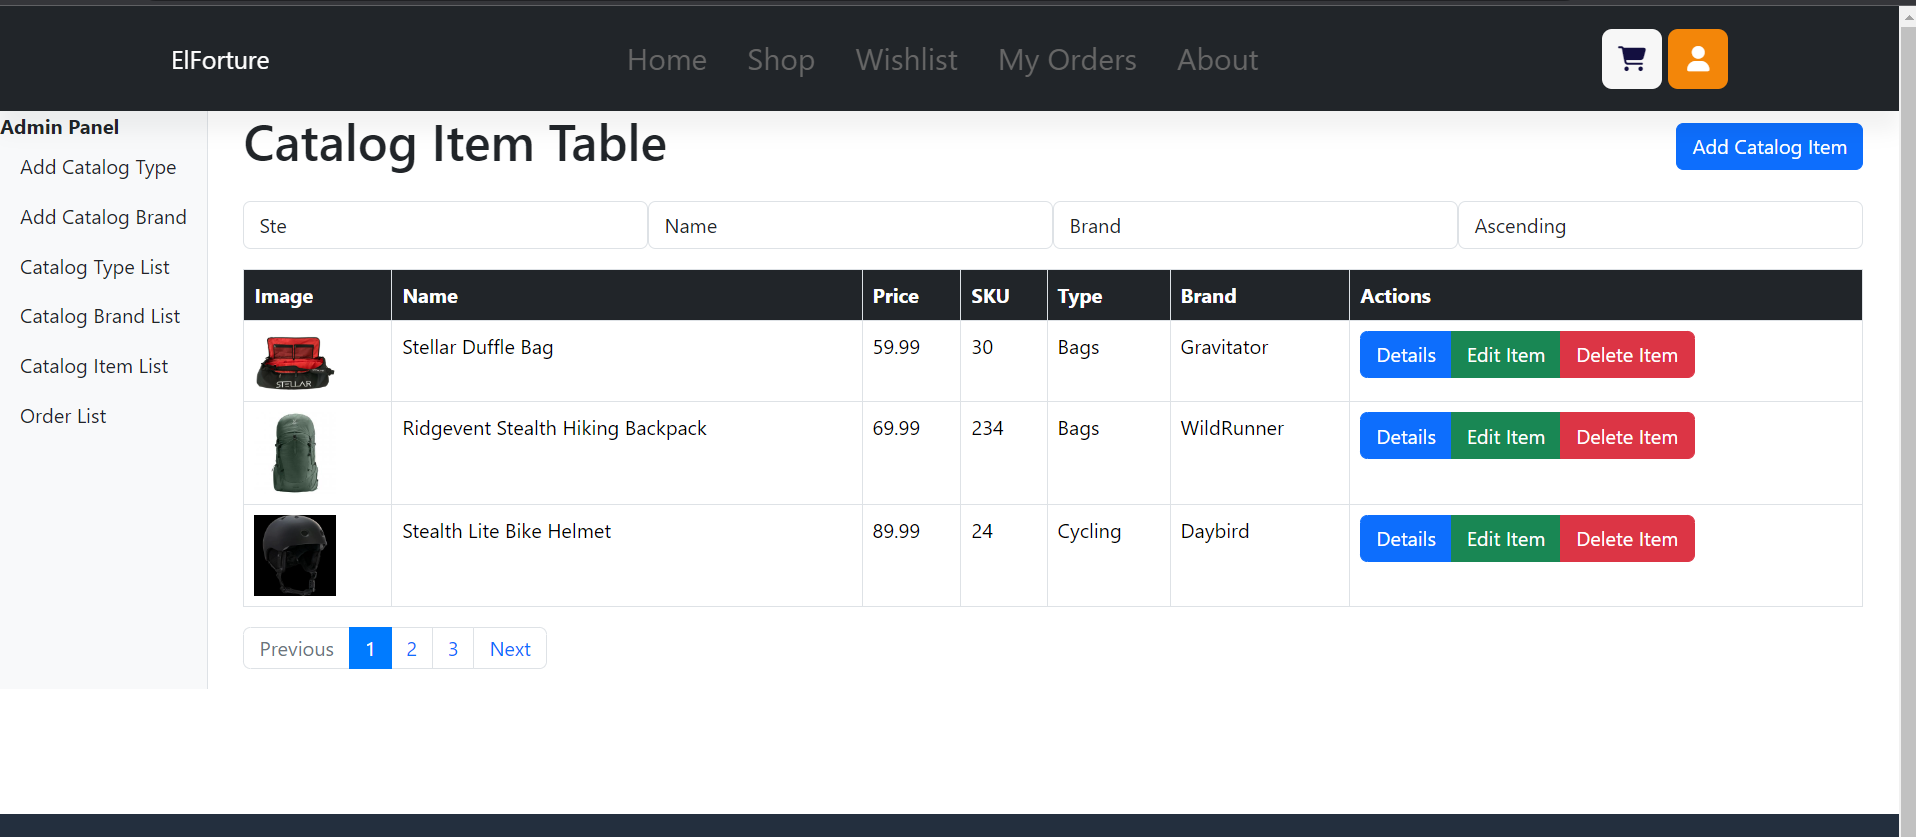 ElForture
Home Shop Wishlist My Orders About
Admin Panel
Add Catalog Type
Add Catalog Brand
Catalog Type List
Catalog Brand List
Catalog Item List
Order List
Catalog Item Table
Add Catalog Item
Ste Name Brand Ascending
Image Name Price SKU Type Brand Actions
STELLAR Stellar Duffle Bag 59.99 30 Bags Gravitator Details Edit Item Delete Item
Ridgevent Stealth Hiking Backpack 69.99 234 Bags WildRunner Details Edit Item Delete Item
Stealth Lite Bike Helmet 89.99 24 Cycling Daybird Details Edit Item Delete Item
Previous 1 2 3 Next